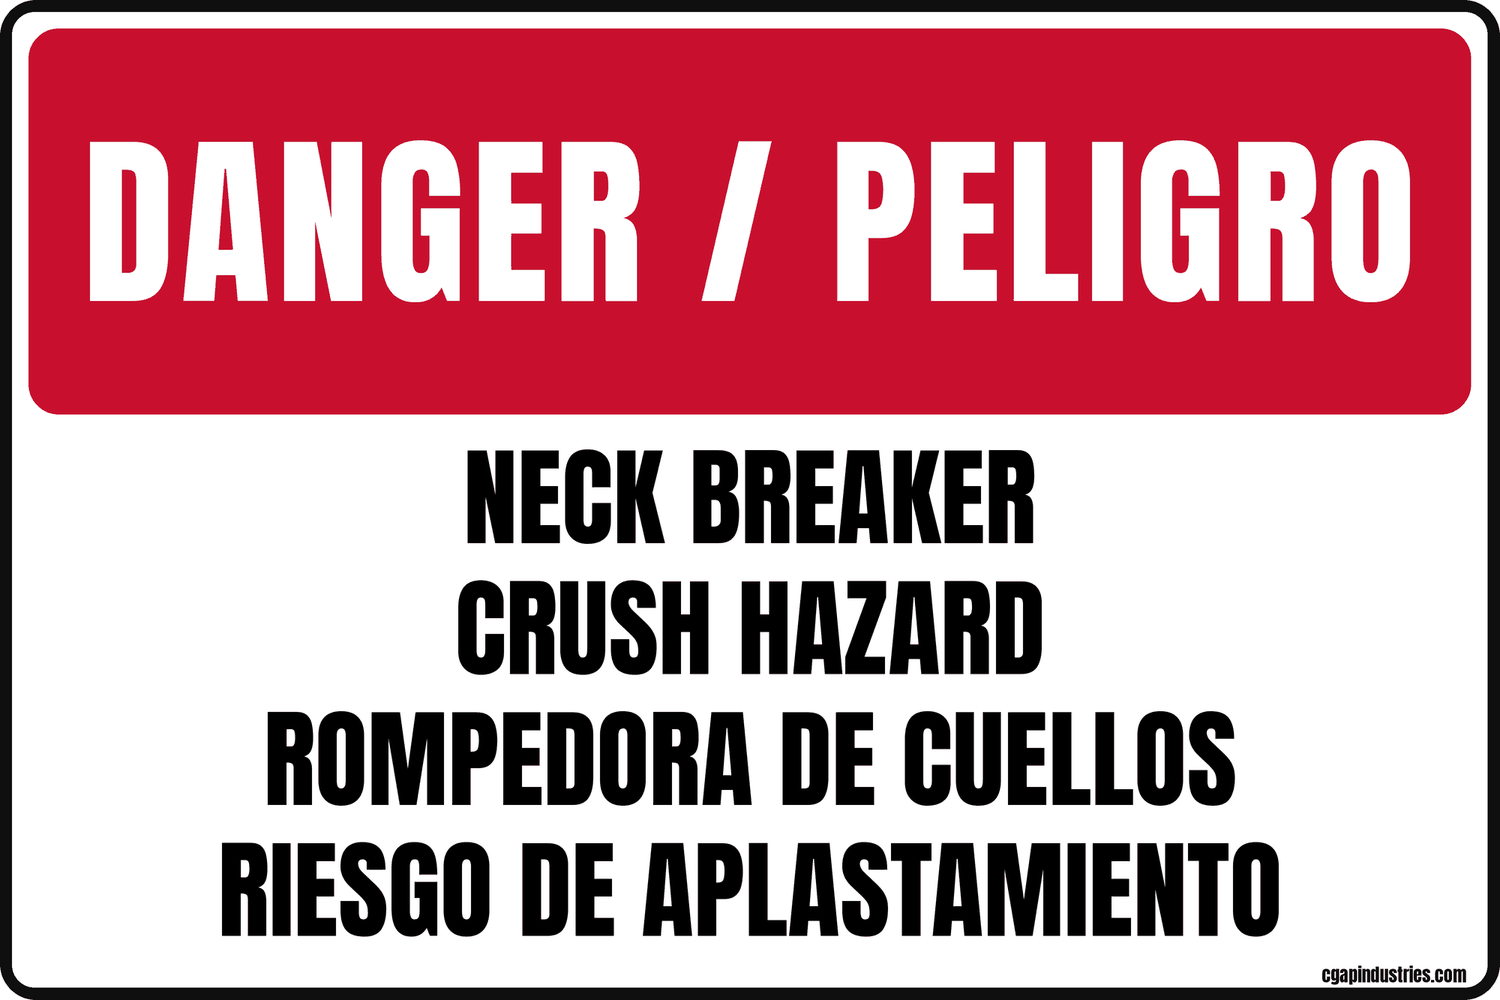 DANGER / PELIGRO
NECK BREAKER
CRUSH HAZARD
ROMPEDORA DE CUELLOS
RIESGO DE APLASTAMIENTO
cgapindustries.com